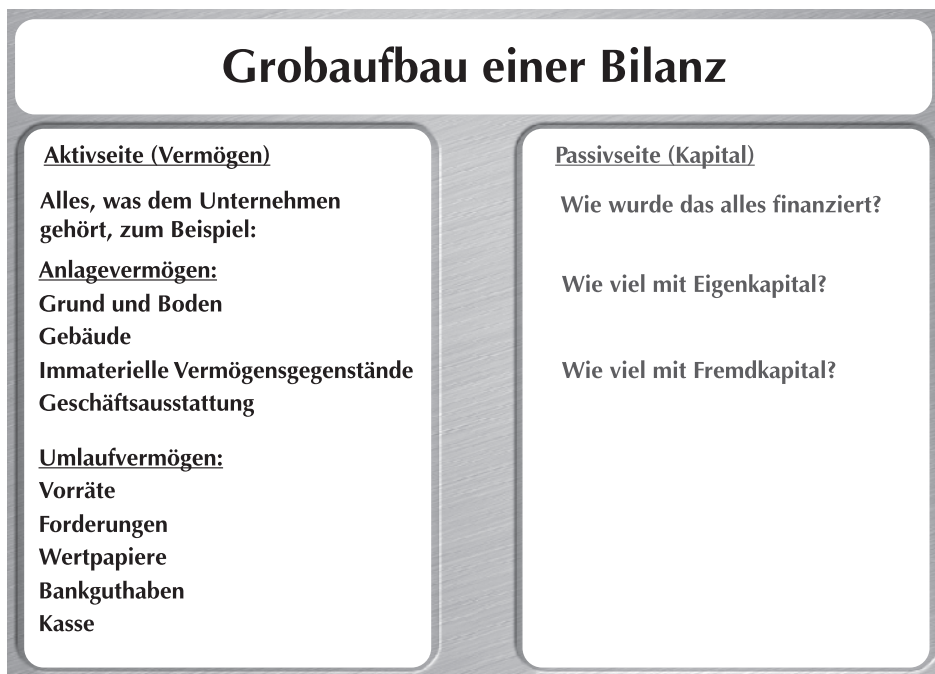 Grobaufbau einer Bilanz
Aktivseite (Vermögen)
Alles, was dem Unternehmen
gehört, zum Beispiel:
Anlagevermögen:
Grund und Boden
Gebäude
Immaterielle Vermögensgegenstände
Geschäftsausstattung
Umlaufvermögen:
Vorräte
Forderungen
Wertpapiere
Bankguthaben
Kasse
Passivseite (Kapital)
Wie wurde das alles finanziert?
Wie viel mit Eigenkapital?
Wie viel mit Fremdkapital?